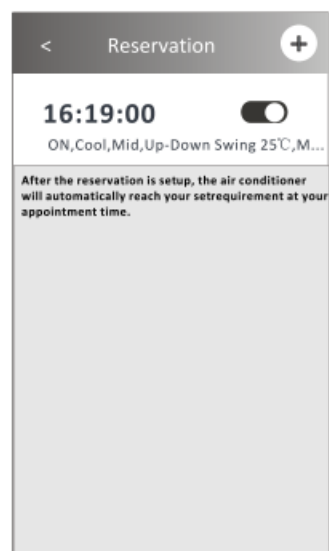 < Reservation +
16:19:00
ON,Cool,Mid,Up-Down Swing 25℃,M...
After the reservation is setup, the air conditioner
will automatically reach your setrequirement at your
appointment time.